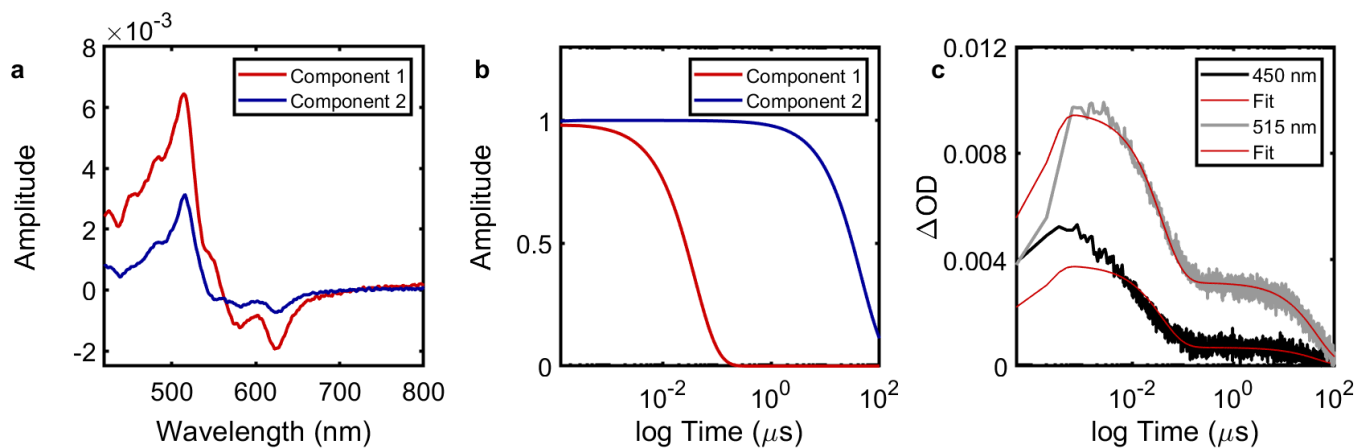 a
×10⁻³
8
6
4
2
0
-2
Amplitude
500
600
700
800
Wavelength (nm)
Component 1
Component 2
b
1
0.5
0
Amplitude
10⁻²
10⁰
10²
log Time (μs)
Component 1
Component 2
c
0.012
0.008
0.004
0
ΔOD
10⁻²
10⁰
10²
log Time (μs)
450 nm
Fit
515 nm
Fit